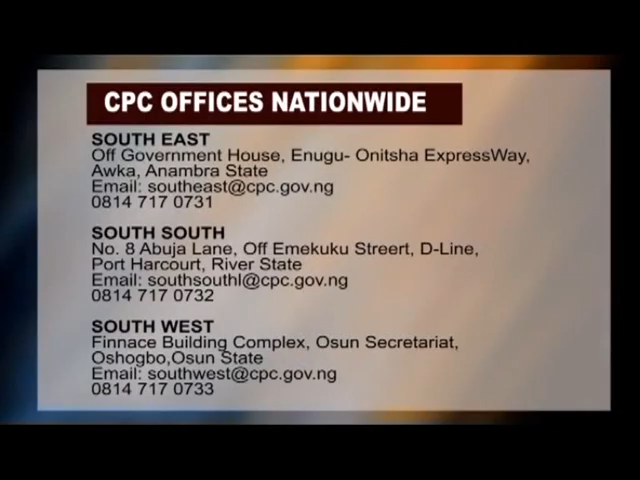 CPC OFFICES NATIONWIDE
SOUTH EAST
Off Government House, Enugu- Onitsha ExpressWay,
Awka, Anambra State
Email: southeast@cpc.gov.ng
0814 717 0731
SOUTH SOUTH
No. 8 Abuja Lane, Off Emekuku Streert, D-Line,
Port Harcourt, River State
Email: southsouthl@cpc.gov.ng
0814 717 0732
SOUTH WEST
Finnace Building Complex, Osun Secretariat,
Oshogbo,Osun State
Email: southwest@cpc.gov.ng
0814 717 0733